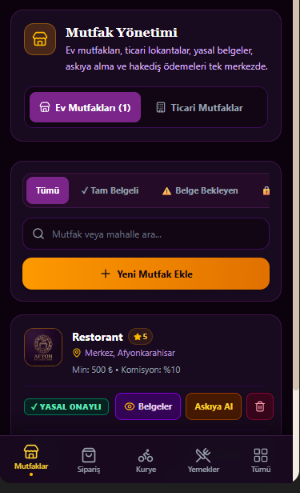 Mutfak Yönetimi
Ev mutfakları, ticari lokantalar, yasal belgeler,
askıya alma ve hakediş ödemeleri tek merkezde.
Ev Mutfakları (1)
Ticari Mutfaklar
Tümü
✓ Tam Belgeli
⚠️ Belge Bekleyen
Mutfak veya mahalle ara...
+ Yeni Mutfak Ekle
AFYON
Restorant
★ 5
Merkez, Afyonkarahisar
Min: 500 ₺ • Komisyon: %10
✓ YASAL ONAYLI
Belgeler
Askıya Al
Mutfaklar
Sipariş
Kurye
Yemekler
Tümü